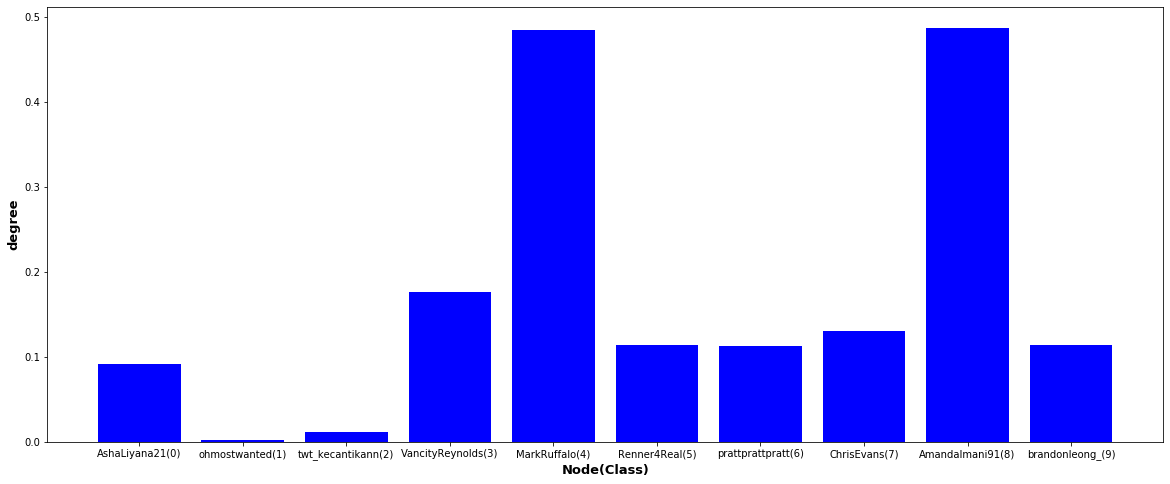 0.5
0.4
0.3
0.2
0.1
0.0
degree
AshaLiyana21(0) ohmostwanted(1) twt_kecantikann(2) VancityReynolds(3) MarkRuffalo(4) Renner4Real(5) prattprattpratt(6) ChrisEvans(7) Amandalmani91(8) brandonleong_(9)
Node(Class)